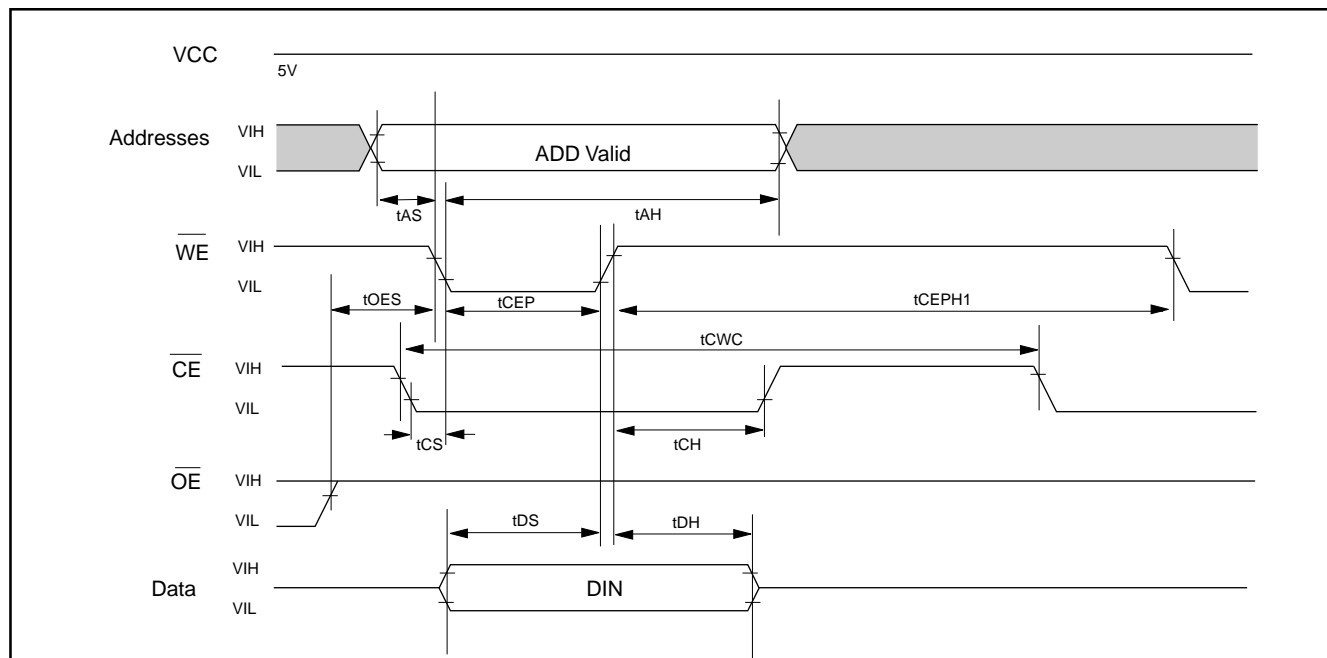 VCC
5V
Addresses
VIH
VIL
ADD Valid
tAS
tAH
WE
VIH
VIL
tOES
tCEP
tCEPH1
tCWC
CE
VIH
VIL
tCS
tCH
OE
VIH
VIL
tDS
tDH
Data
VIH
VIL
DIN